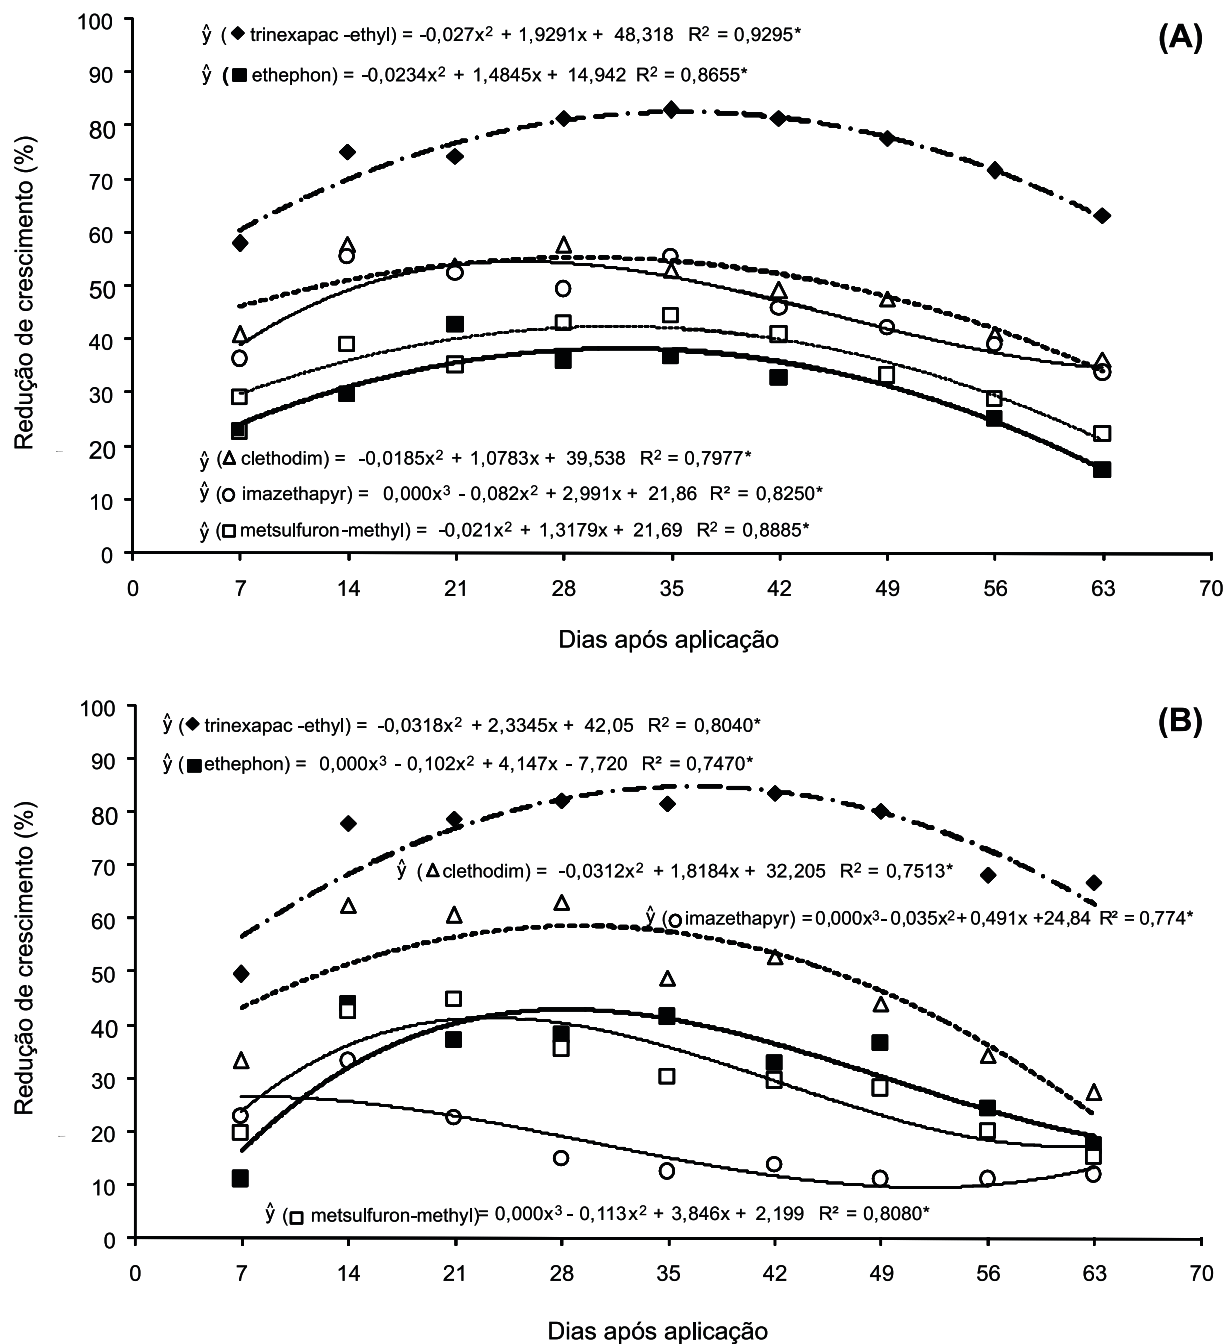 (A)
ŷ (◆ trinexapac -ethyl) = -0,027x² + 1,9291x + 48,318 R² = 0,9295*
ŷ (■ ethephon) = -0,0234x² + 1,4845x + 14,942 R² = 0,8655*
Redução de crescimento (%)
100
90
80
70
60
50
40
30
20
10
0
ŷ (△ clethodim) = -0,0185x² + 1,0783x + 39,538 R² = 0,7977*
ŷ (○ imazethapyr) = 0,000x³ - 0,082x² + 2,991x + 21,86 R² = 0,8250*
ŷ (□ metsulfuron-methyl) = -0,021x² + 1,3179x + 21,69 R² = 0,8885*
0 7 14 21 28 35 42 49 56 63 70
Dias após aplicação
(B)
ŷ (◆ trinexapac -ethyl) = -0,0318x² + 2,3345x + 42,05 R² = 0,8040*
ŷ (■ ethephon) = 0,000x³ - 0,102x² + 4,147x - 7,720 R² = 0,7470*
ŷ (△ clethodim) = -0,0312x² + 1,8184x + 32,205 R² = 0,7513*
ŷ (○ imazethapyr) = 0,000x³- 0,035x² + 0,491x +24,84 R² = 0,774*
Redução de crescimento (%)
100
90
80
70
60
50
40
30
20
10
0
ŷ (□ metsulfuron-methyl)= 0,000x³ - 0,113x² + 3,846x + 2,199 R² = 0,8080*
0 7 14 21 28 35 42 49 56 63 70
Dias após aplicação